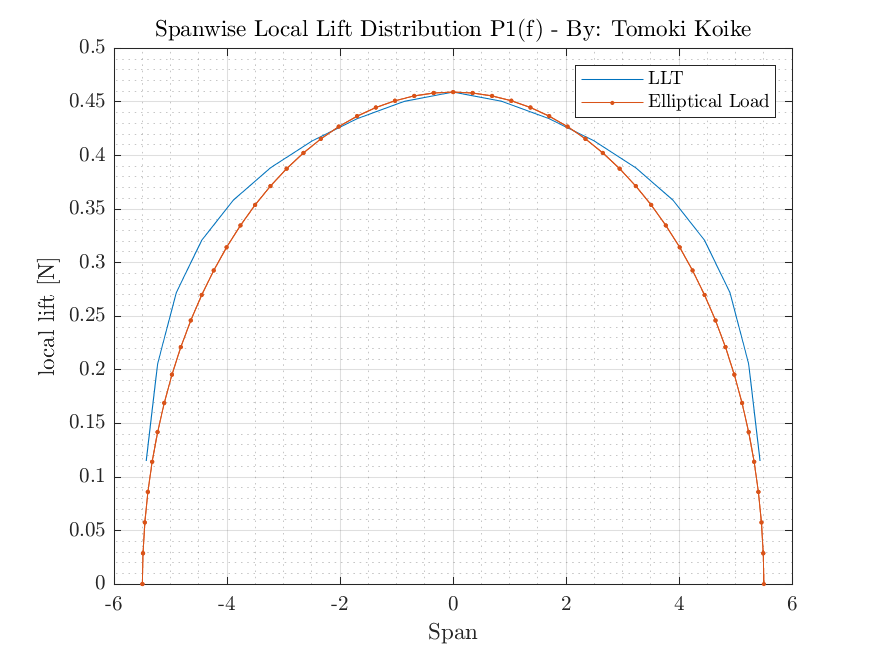 Spanwise Local Lift Distribution P1(f) - By: Tomoki Koike
0.5
0.45
0.4
0.35
0.3
0.25
0.2
0.15
0.1
0.05
0
local lift [N]
LLT
Elliptical Load
-6 -4 -2 0 2 4 6
Span